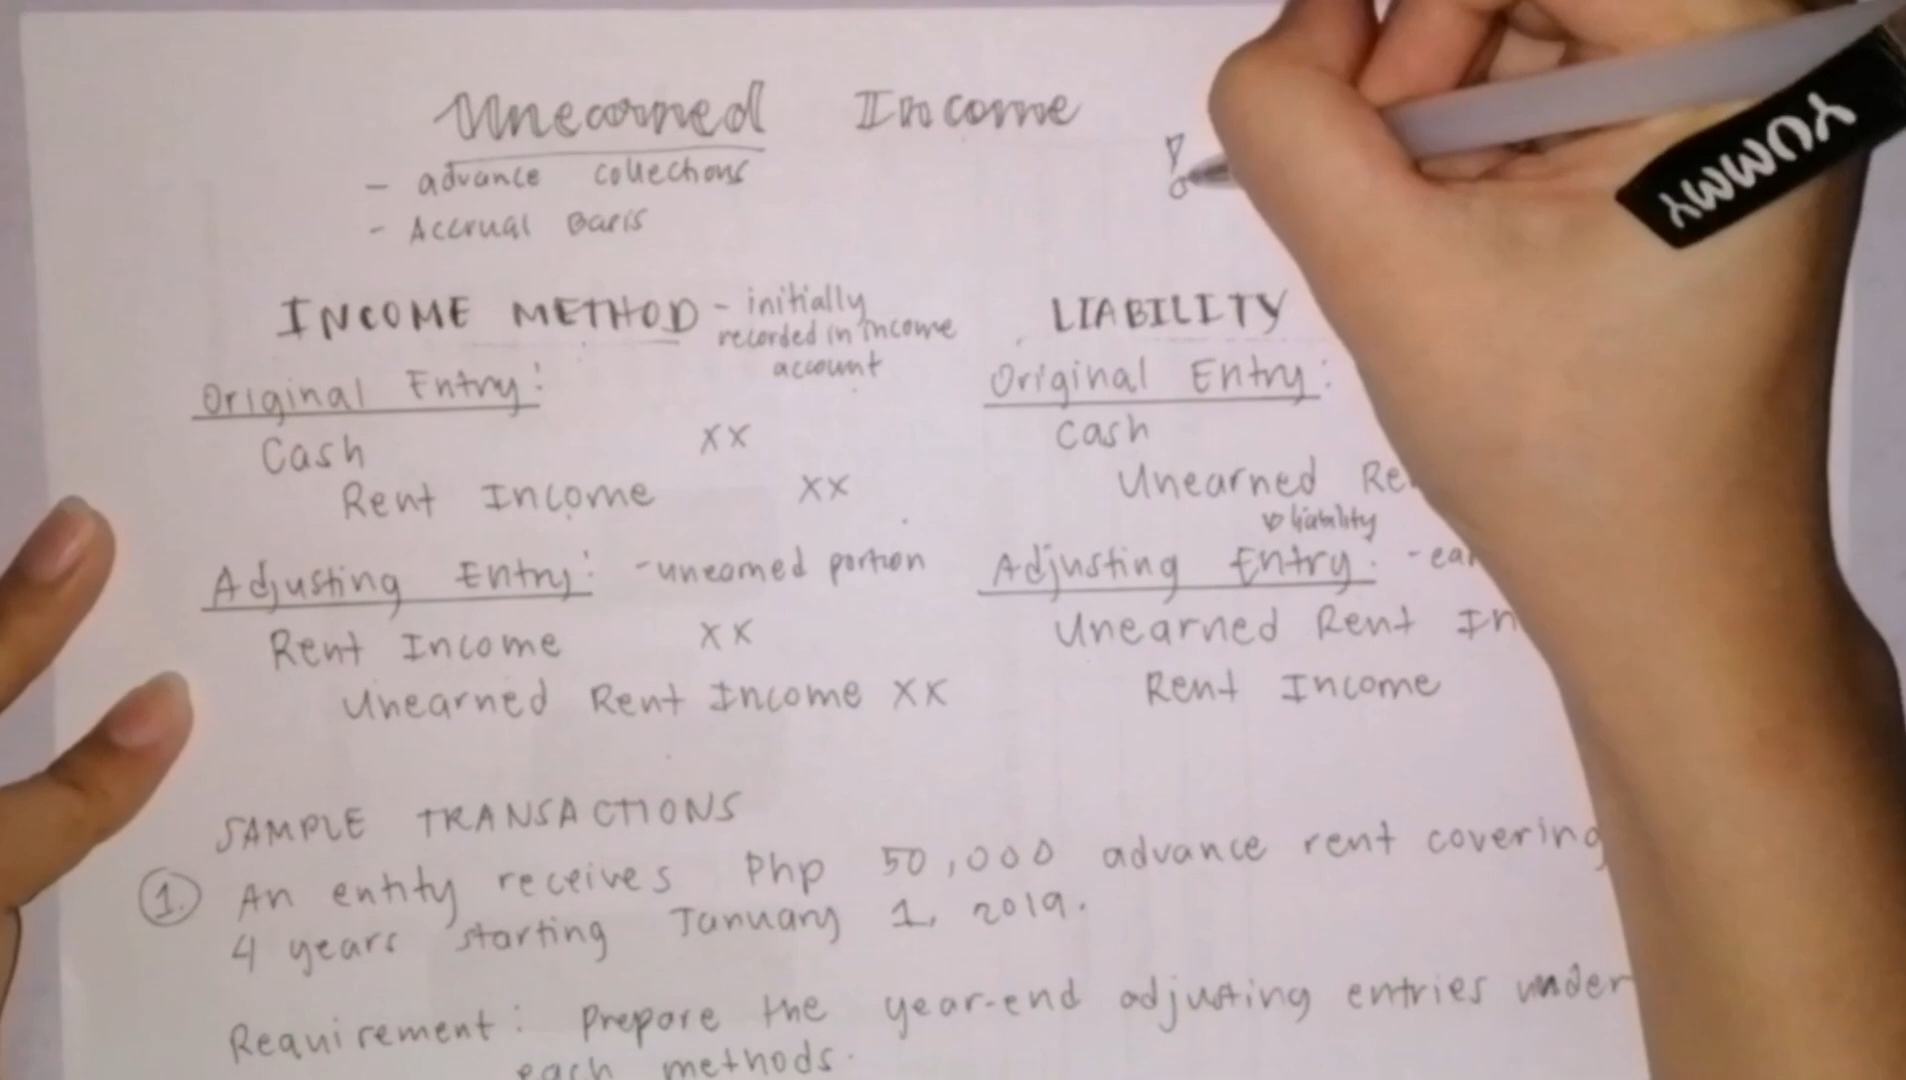 Unearned Income
- advance collections
- Accrual Basis
INCOME METHOD - initially
recorded in income
account
Original Entry:
Cash XX
Rent Income XX
Adjusting Entry: - unearned portion
Rent Income XX
Unearned Rent Income XX
LIABILITY
Original Entry:
Cash
Unearned
liability
Adjusting Entry: -
Unearned Rent
Rent Income
SAMPLE TRANSACTIONS
1. An entity receives Php 50,000 advance rent covering
4 years starting January 1, 2019.
Requirement: Prepare the year-end adjusting entries under
each methods.
YUMMY